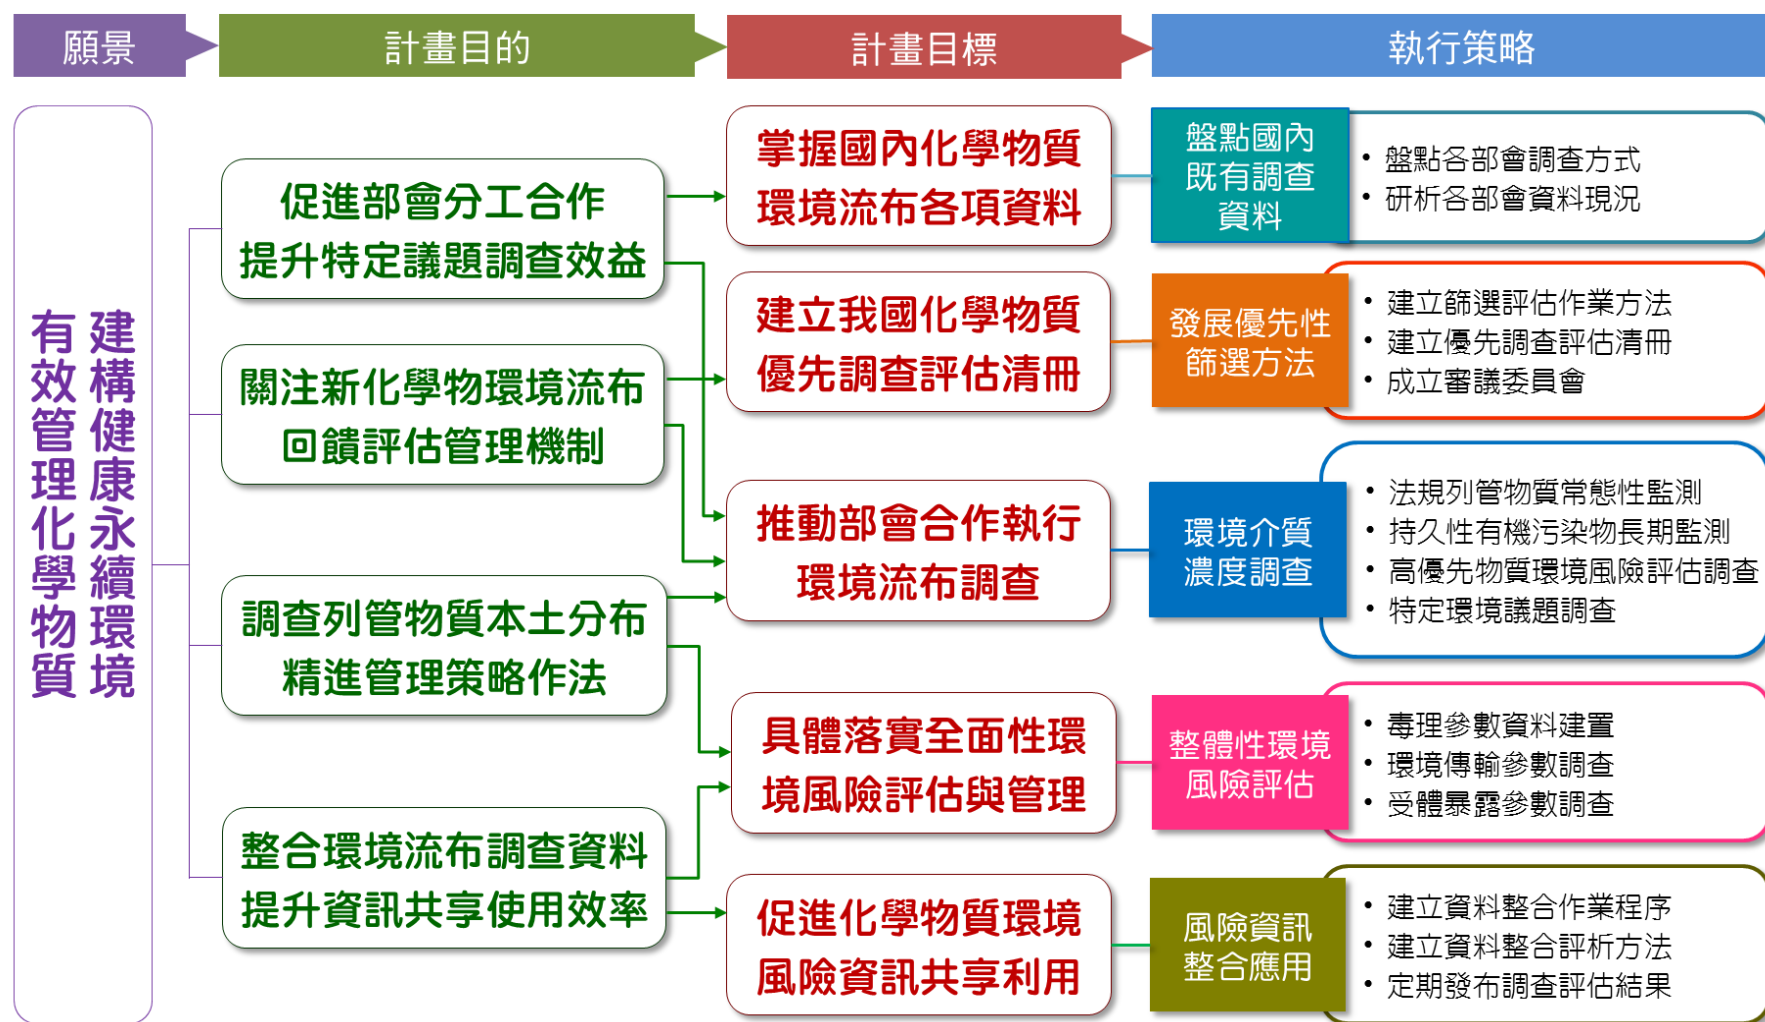 願景
計畫目的
計畫目標
執行策略
建構健康永續環境
有效管理化學物質
促進部會分工合作
提升特定議題調查效益
關注新化學物環境流布
回饋評估管理機制
調查列管物質本土分布
精進管理策略作法
整合環境流布調查資料
提升資訊共享使用效率
掌握國內化學物質
環境流布各項資料
建立我國化學物質
優先調查評估清冊
推動部會合作執行
環境流布調查
具體落實全面性環
境風險評估與管理
促進化學物質環境
風險資訊共享利用
盤點國內
既有調查
資料
• 盤點各部會調查方式
• 研析各部會資料現況
發展優先性
篩選方法
• 建立篩選評估作業方法
• 建立優先調查評估清冊
• 成立審議委員會
環境介質
濃度調查
• 法規列管物質常態性監測
• 持久性有機污染物長期監測
• 高優先物質環境風險評估調查
• 特定環境議題調查
整體性環境
風險評估
• 毒理參數資料建置
• 環境傳輸參數調查
• 受體暴露參數調查
風險資訊
整合應用
• 建立資料整合作業程序
• 建立資料整合評析方法
• 定期發布調查評估結果